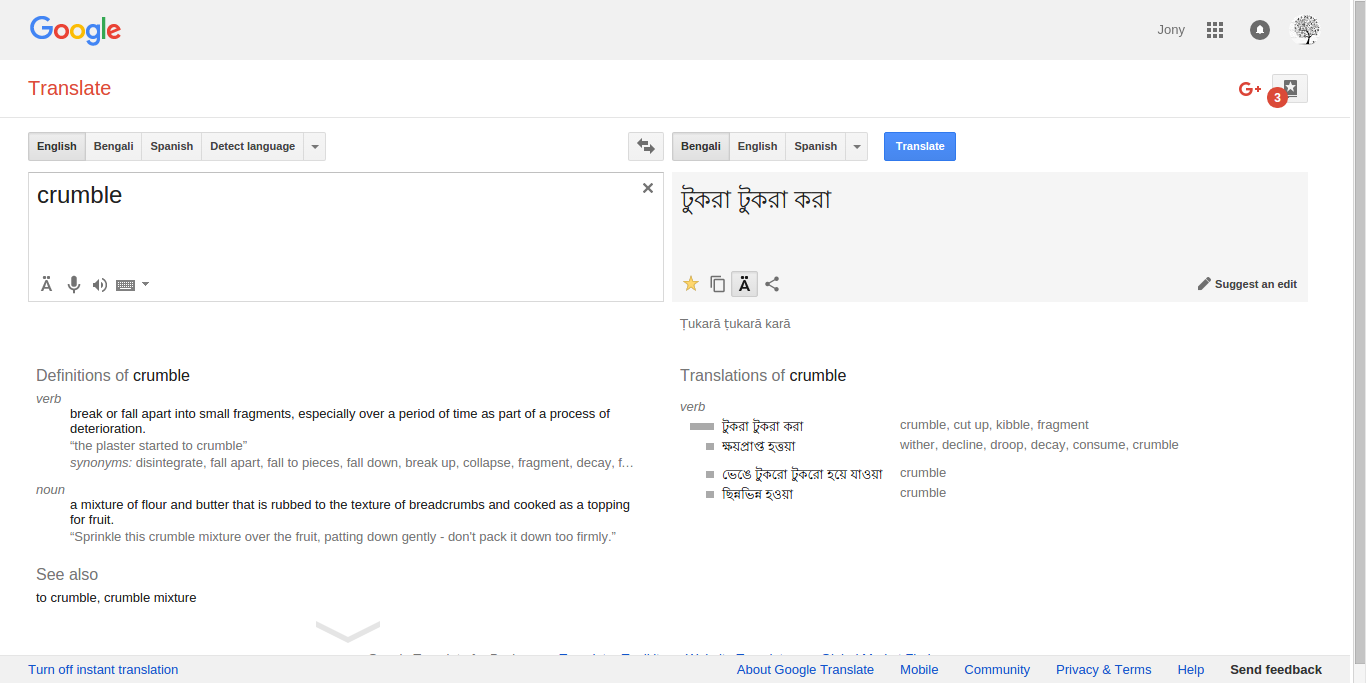 Google
Jony
Translate
G+
3
English Bengali Spanish Detect language
Bengali English Spanish Translate
crumble
টুকরা টুকরা করা
Ä
Ä
Suggest an edit
Ṭukarā ṭukarā karā
Definitions of crumble
verb
break or fall apart into small fragments, especially over a period of time as part of a process of
deterioration.
“the plaster started to crumble”
synonyms: disintegrate, fall apart, fall to pieces, fall down, break up, collapse, fragment, decay, f…
noun
a mixture of flour and butter that is rubbed to the texture of breadcrumbs and cooked as a topping
for fruit.
“Sprinkle this crumble mixture over the fruit, patting down gently - don't pack it down too firmly.”
See also
to crumble, crumble mixture
Translations of crumble
verb
টুকরা টুকরা করা crumble, cut up, kibble, fragment
ক্ষয়প্রাপ্ত হত্তয়া wither, decline, droop, decay, consume, crumble
ভেঙে টুকরো টুকরো হয়ে যাওয়া crumble
ছিন্নভিন্ন হওয়া crumble
Turn off instant translation
About Google Translate Mobile Community Privacy & Terms Help Send feedback